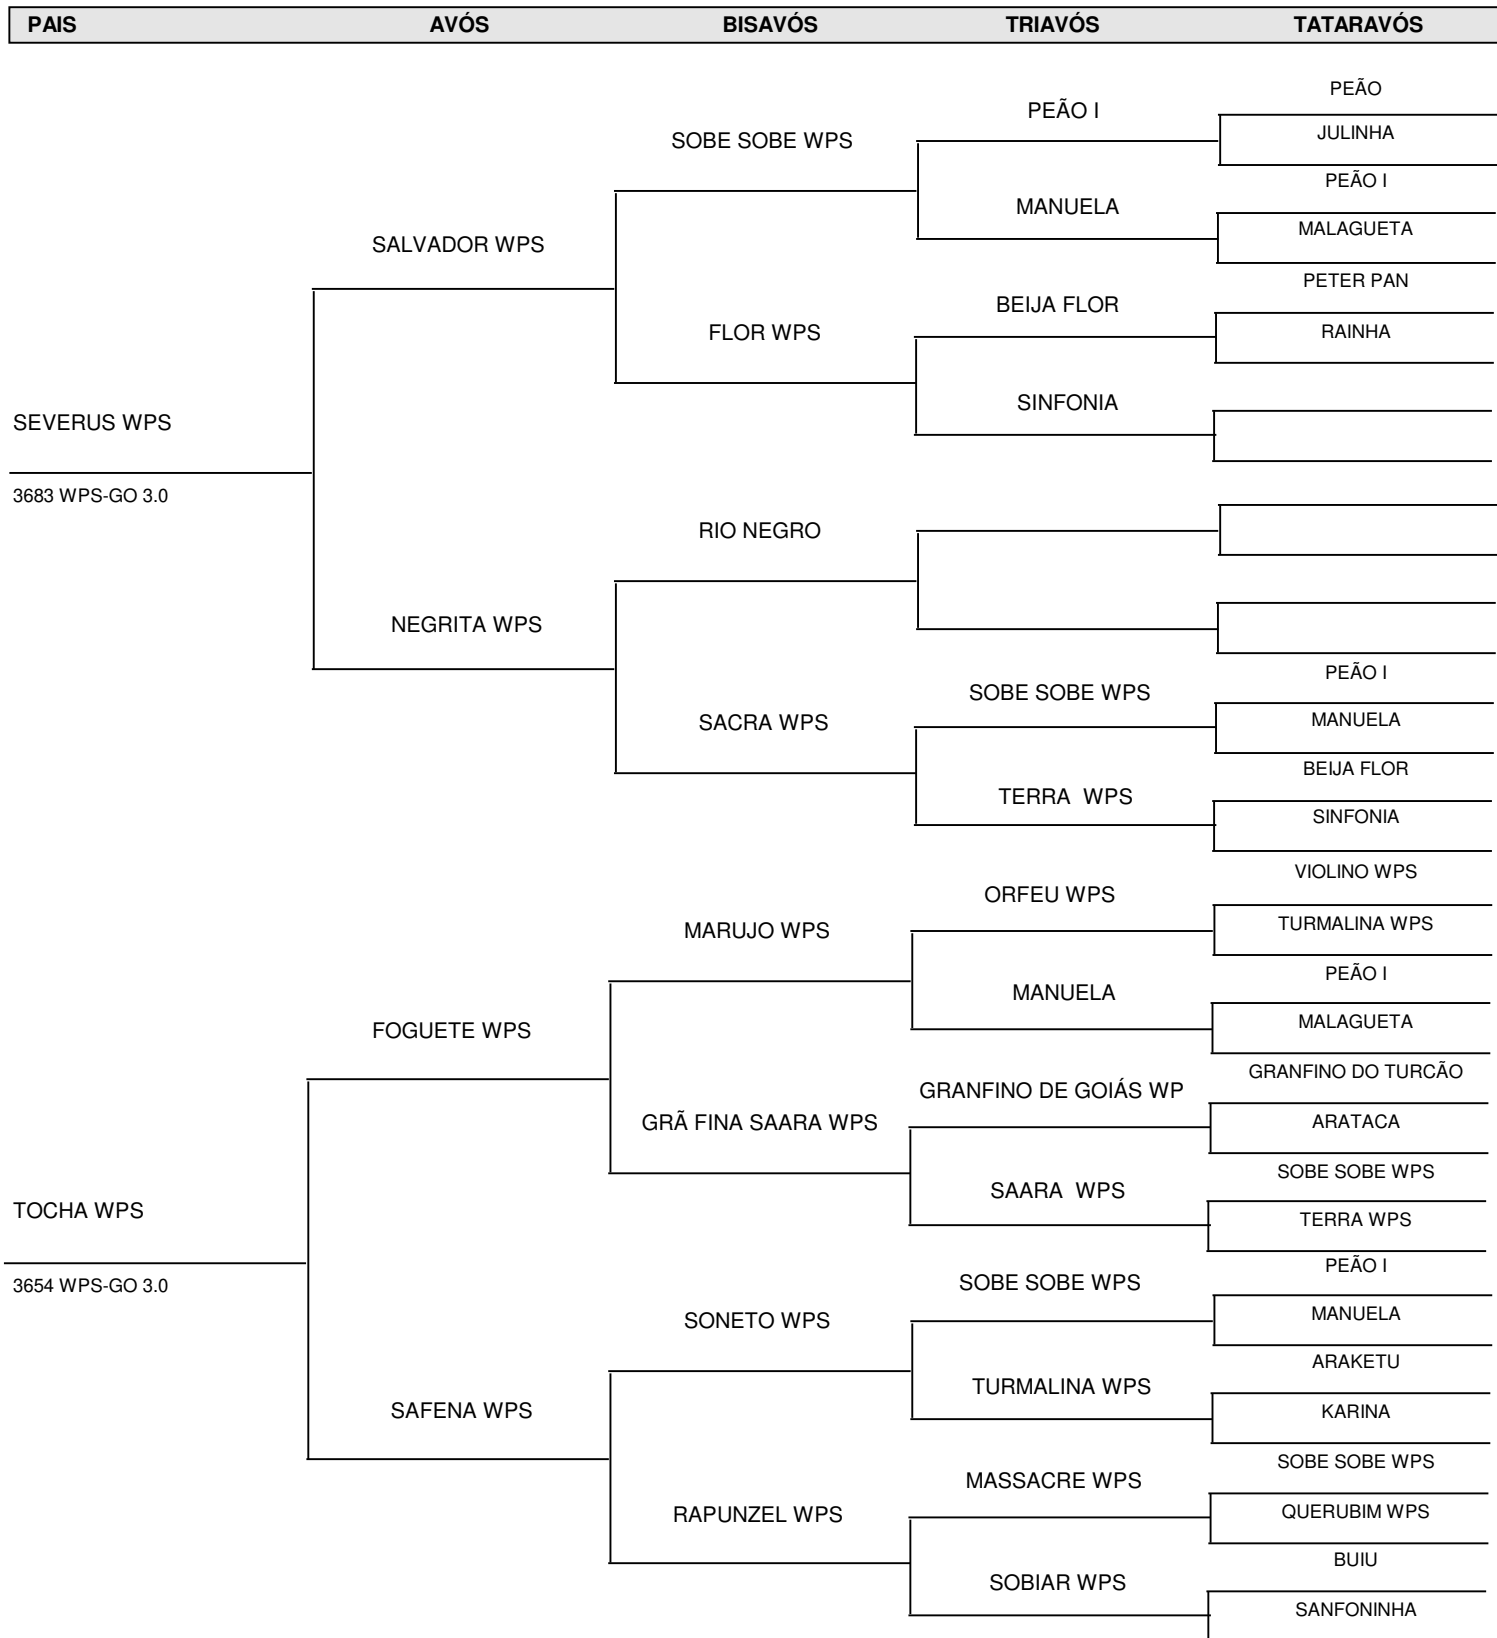 PAIS AVÓS BISAVÓS TRIAVÓS TATARAVÓS
PEÃO
PEÃO I
JULINHA
SOBE SOBE WPS
PEÃO I
MANUELA
MALAGUETA
SALVADOR WPS
PETER PAN
BEIJA FLOR
FLOR WPS
RAINHA
SINFONIA
SEVERUS WPS
3683 WPS-GO 3.0
RIO NEGRO
NEGRITA WPS
PEÃO I
SOBE SOBE WPS
SACRA WPS
MANUELA
BEIJA FLOR
TERRA  WPS
SINFONIA
VIOLINO WPS
ORFEU WPS
MARUJO WPS
TURMALINA WPS
PEÃO I
MANUELA
MALAGUETA
FOGUETE WPS
GRANFINO DO TURCÃO
GRANFINO DE GOIÁS WP
GRÃ FINA SAARA WPS
ARATACA
SOBE SOBE WPS
SAARA  WPS
TOCHA WPS
TERRA WPS
3654 WPS-GO 3.0
PEÃO I
SOBE SOBE WPS
SONETO WPS
MANUELA
ARAKETU
TURMALINA WPS
SAFENA WPS
KARINA
SOBE SOBE WPS
MASSACRE WPS
RAPUNZEL WPS
QUERUBIM WPS
BUIU
SOBIAR WPS
SANFONINHA